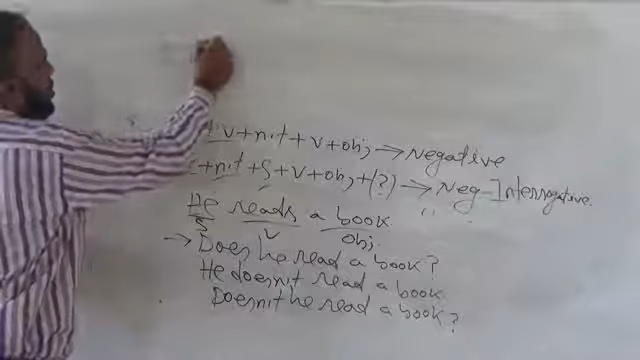 v+n't + v+obj → Negative
+n't +S+v+obj+(?) → Neg-Interrogative.
He reads a book " "
S v obj.
→ Does he read a book?
He doesn't read a book
Doesn't he read a book?